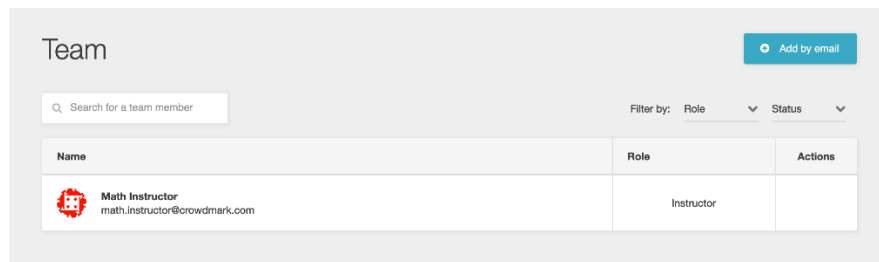 Team
Add by email
Search for a team member
Filter by: Role Status
Name Role Actions
Math Instructor
math.instructor@crowdmark.com
Instructor